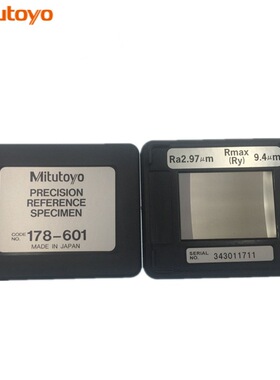 Mitutoyo
Mitutoyo
PRECISION
REFERENCE
SPECIMEN
CODE NO. 178-601
MADE IN JAPAN
Ra2.97μm Rmax (Ry) 9.4μm
SERIAL NO. 343011711